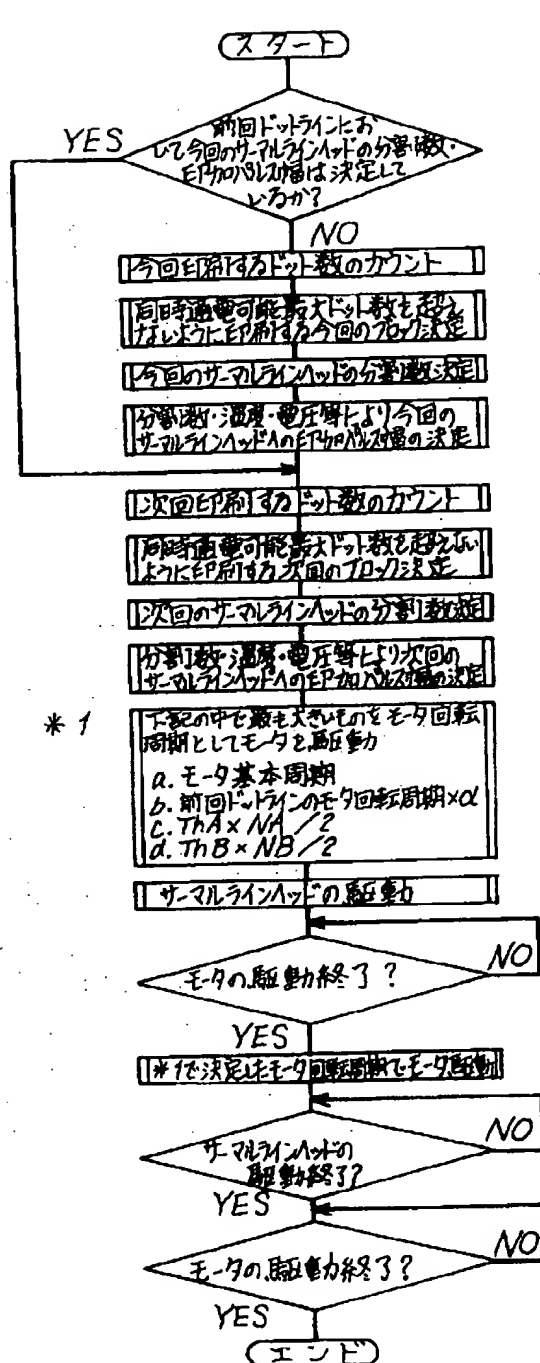 スタート
前回ドットラインにお
いて今回のサーマルラインヘッドの分割数・
印加パルス幅は決定して
いるか?
YES
NO
今回印刷するドット数のカウント
同時通電可能最大ドット数を超え
ないように印刷する今回のブロック決定
今回のサーマルラインヘッドの分割数決定
分割数・温度・電圧等により今回の
サーマルラインヘッドへの印加パルス幅の決定
次回印刷するドット数のカウント
同時通電可能最大ドット数を超えない
ように印刷する次回のブロック決定
次回のサーマルラインヘッドの分割数決定
分割数・温度・電圧等により次回の
サーマルラインヘッドへの印加パルス幅の決定
*1
下記の中で最も大きいものをモータ回転
周期としてモータを駆動
a. モータ基本周期
b. 前回ドットラインのモータ回転周期×α
c. ThA×NA/2
d. ThB×NB/2
サーマルラインヘッドの駆動
モータの駆動終了?
NO
YES
*1で決定したモータ回転周期でモータ駆動
サーマルラインヘッドの
駆動終了?
NO
YES
モータの駆動終了?
NO
YES
エンド